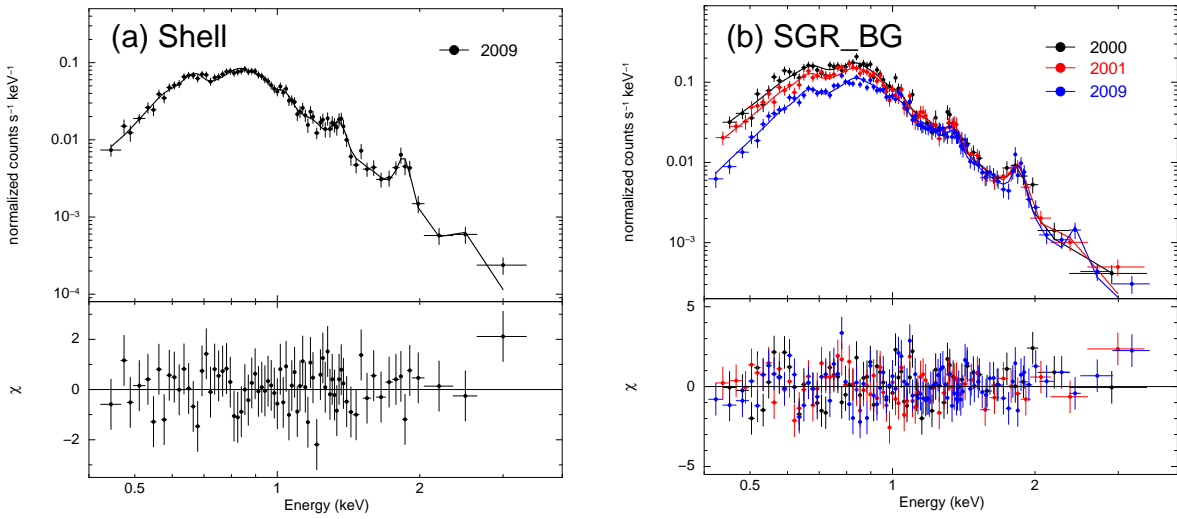 (a) Shell
2009
normalized counts s⁻¹ keV⁻¹
0.1
0.01
10⁻³
10⁻⁴
χ
2
0
−2
0.5 1 2
Energy (keV)
(b) SGR_BG
2000
2001
2009
normalized counts s⁻¹ keV⁻¹
0.1
0.01
10⁻³
χ
5
0
−5
0.5 1 2
Energy (keV)